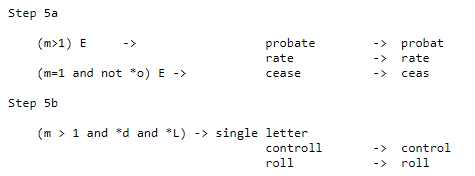 Step 5a
(m>1) E -> probate -> probat
rate -> rate
(m=1 and not *o) E -> cease -> ceas
Step 5b
(m > 1 and *d and *L) -> single letter
controll -> control
roll -> roll